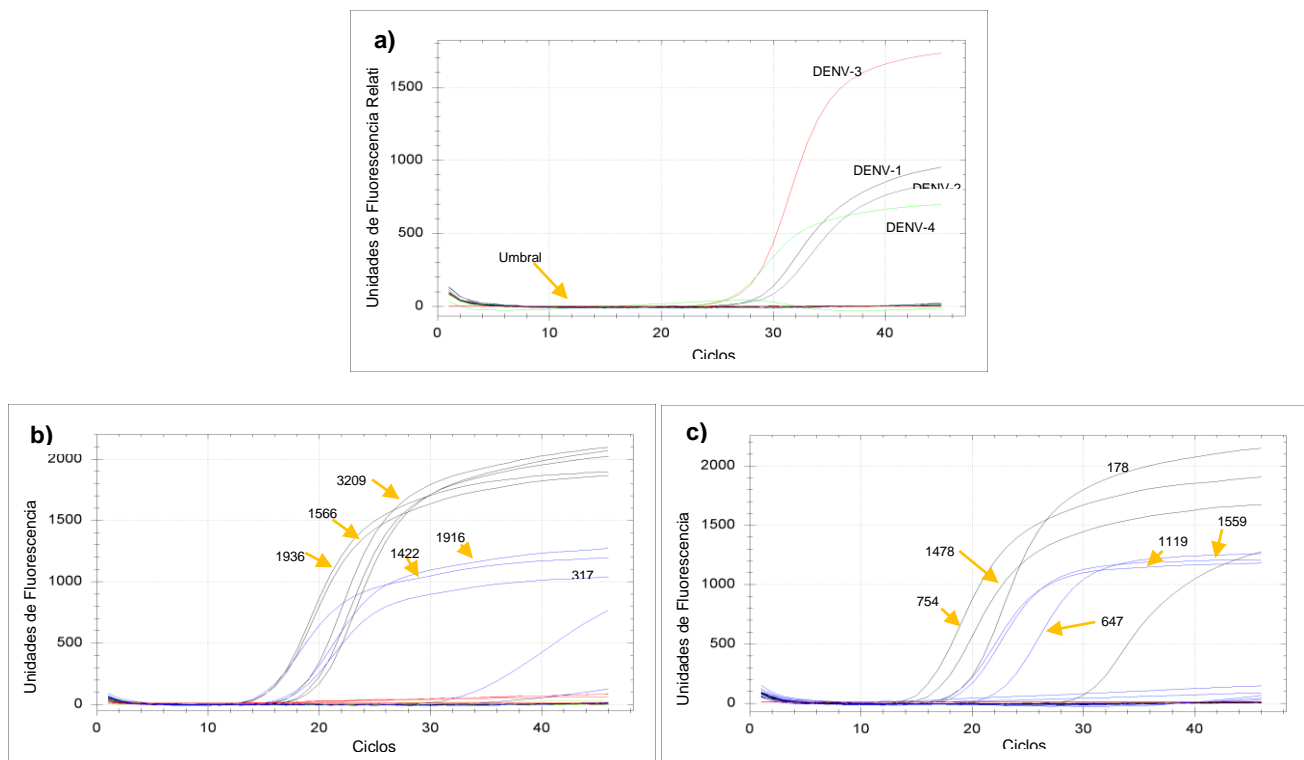 a)
Unidades de Fluorescencia Relati
1500
1000
500
0
DENV-3
DENV-1
DENV-2
DENV-4
Umbral
0 10 20 30 40
Ciclos
b)
Unidades de Fluorescencia
2000
1500
1000
500
0
3209
1566
1936
1422
1916
317
0 10 20 30 40
Ciclos
c)
Unidades de Fluorescencia
2000
1500
1000
500
0
178
1559
1119
1478
754
647
0 10 20 30 40
Ciclos